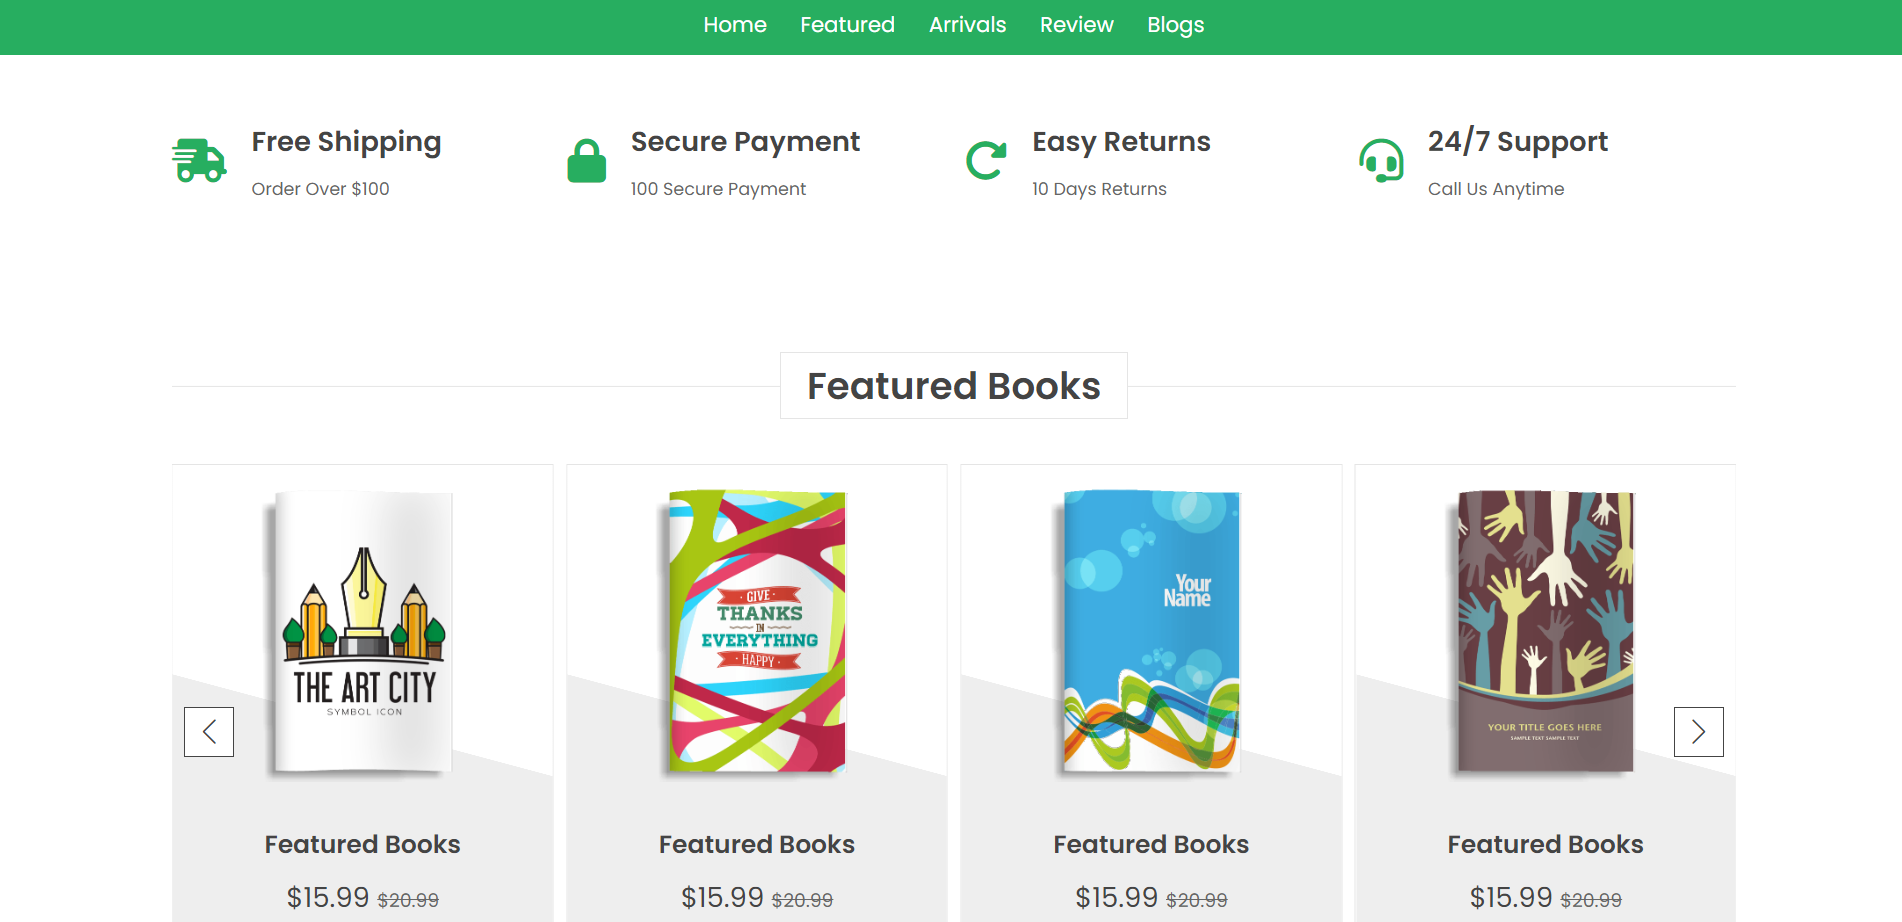 Home Featured Arrivals Review Blogs
Free Shipping
Order Over $100
Secure Payment
100 Secure Payment
Easy Returns
10 Days Returns
24/7 Support
Call Us Anytime
Featured Books
THE ART CITY
SYMBOL ICON
GIVE
THANKS
IN
EVERYTHING
HAPPY
Your
Name
YOUR TITLE GOES HERE
SAMPLE TEXT SAMPLE TEXT
Featured Books
$15.99 $20.99
Featured Books
$15.99 $20.99
Featured Books
$15.99 $20.99
Featured Books
$15.99 $20.99